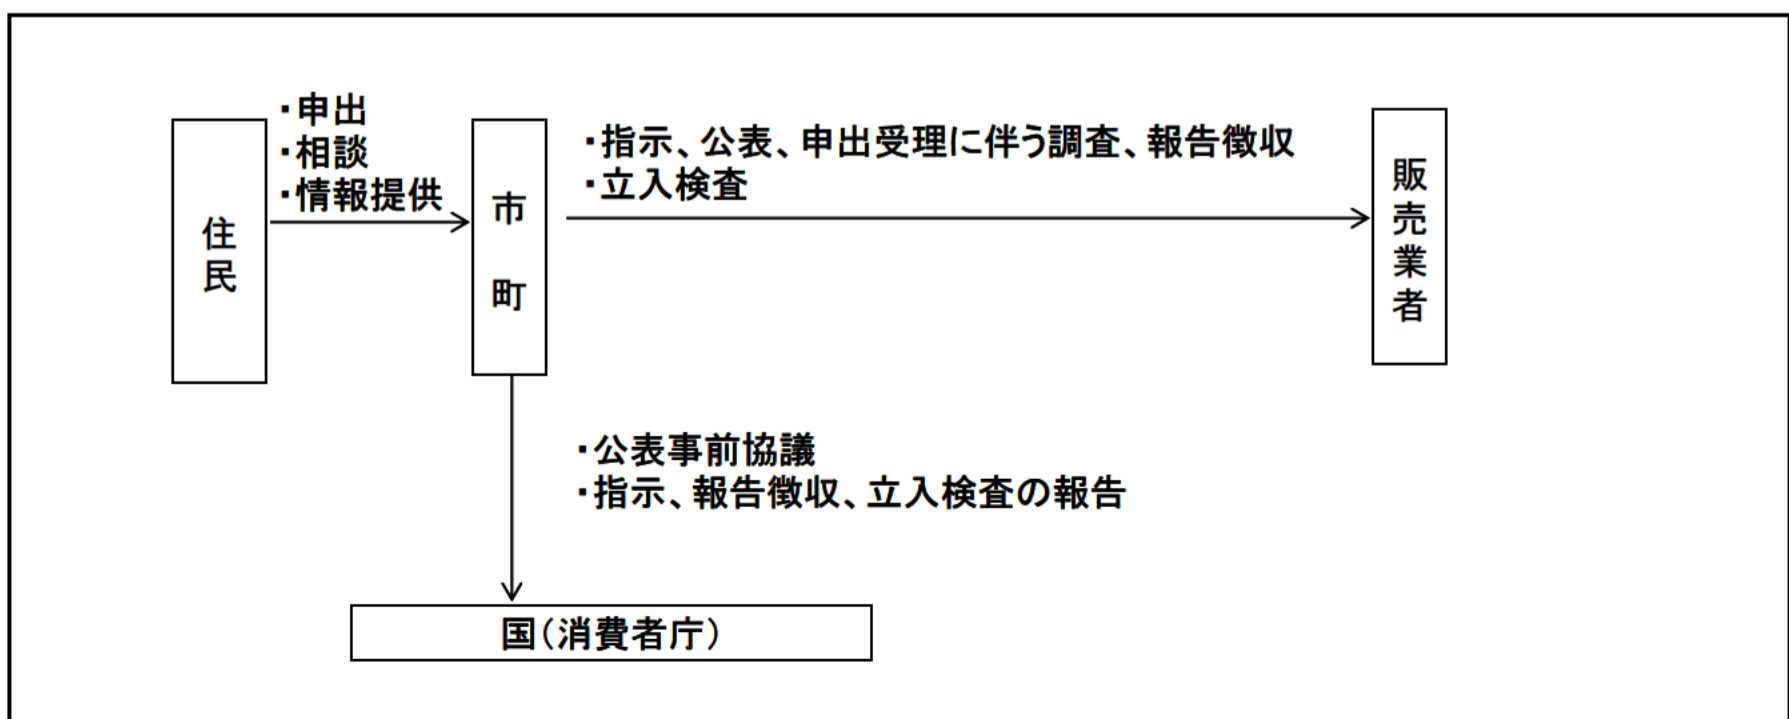 住民
・申出
・相談
・情報提供
市町
・指示、公表、申出受理に伴う調査、報告徴収
・立入検査
販売業者
・公表事前協議
・指示、報告徴収、立入検査の報告
国(消費者庁)